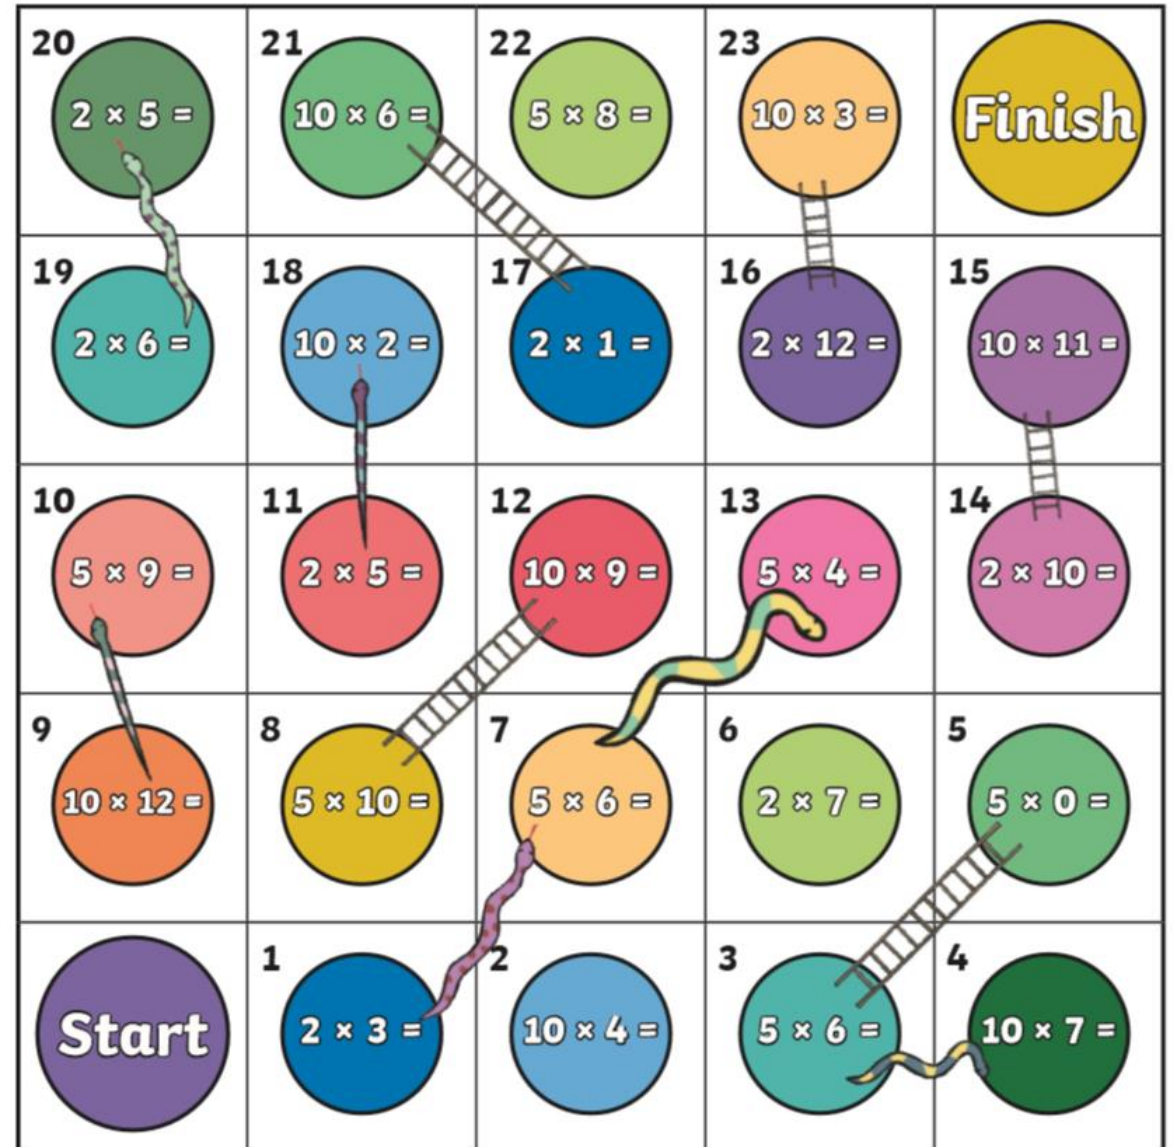 20
2 × 5 =
21
10 × 6 =
22
5 × 8 =
23
10 × 3 =
Finish
19
2 × 6 =
18
10 × 2 =
17
2 × 1 =
16
2 × 12 =
15
10 × 11 =
10
5 × 9 =
11
2 × 5 =
12
10 × 9 =
13
5 × 4 =
14
2 × 10 =
9
10 × 12 =
8
5 × 10 =
7
5 × 6 =
6
2 × 7 =
5
5 × 0 =
Start
1
2 × 3 =
2
10 × 4 =
3
5 × 6 =
4
10 × 7 =